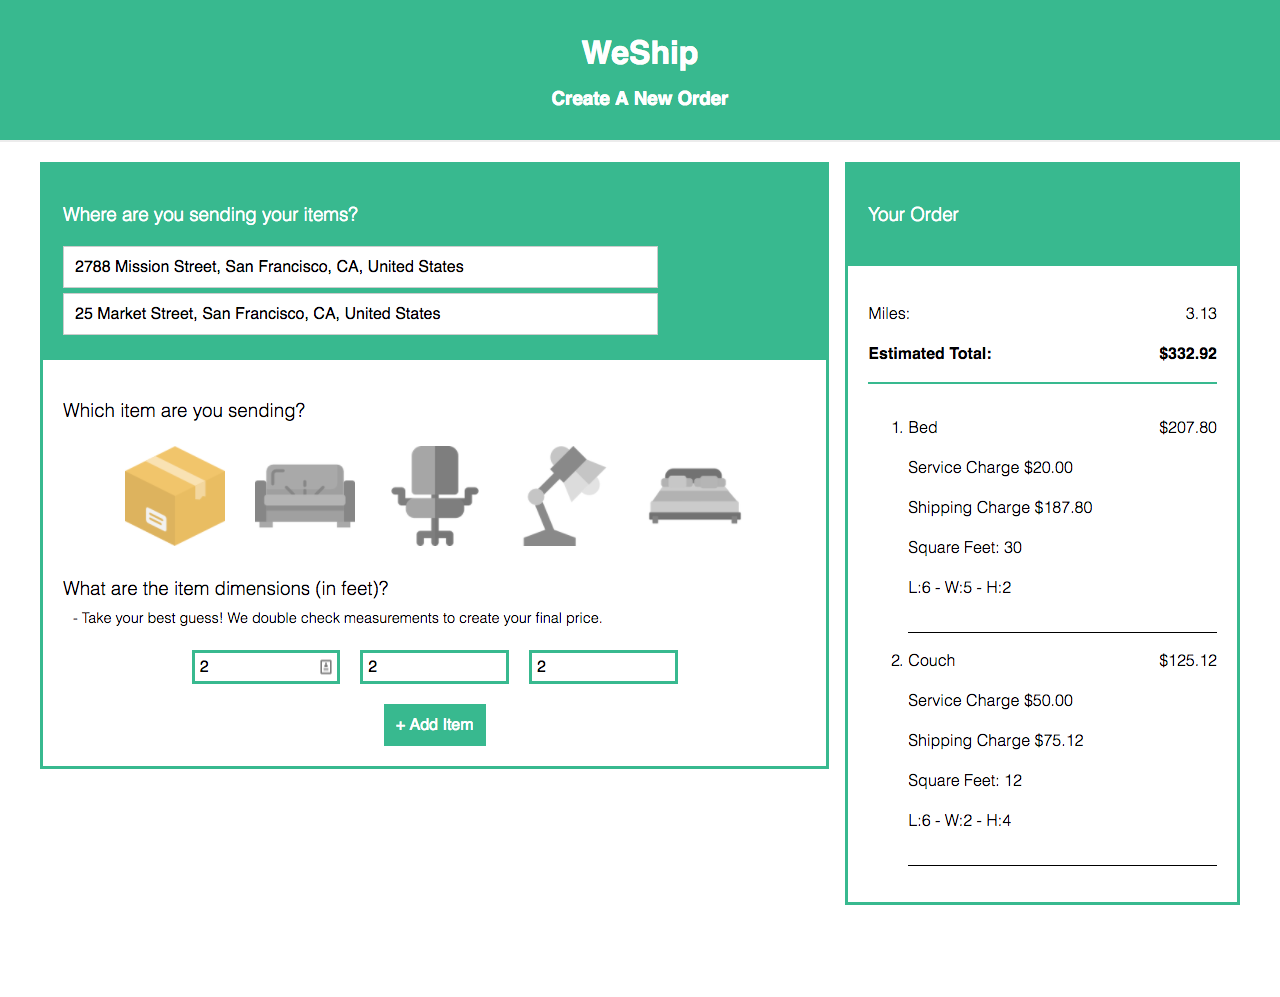 WeShip
Create A New Order
Where are you sending your items?
2788 Mission Street, San Francisco, CA, United States
25 Market Street, San Francisco, CA, United States
Which item are you sending?
What are the item dimensions (in feet)?
- Take your best guess! We double check measurements to create your final price.
2 2 2
+ Add Item
Your Order
Miles: 3.13
Estimated Total: $332.92
1. Bed $207.80
Service Charge $20.00
Shipping Charge $187.80
Square Feet: 30
L:6 - W:5 - H:2
2. Couch $125.12
Service Charge $50.00
Shipping Charge $75.12
Square Feet: 12
L:6 - W:2 - H:4